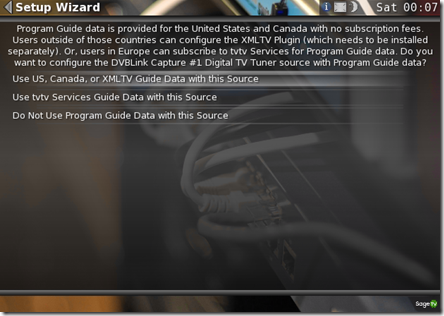 Setup Wizard
Sat 00:07
Program Guide data is provided for the United States and Canada with no subscription fees.
Users outside of those countries can configure the XMLTV Plugin (which needs to be installed
separately). Or, users in Europe can subscribe to tvtv Services for Program Guide data. Do you
want to configure the DVBLink Capture #1 Digital TV Tuner source with Program Guide data?
Use US, Canada, or XMLTV Guide Data with this Source
Use tvtv Services Guide Data with this Source
Do Not Use Program Guide Data with this Source
Sagetv